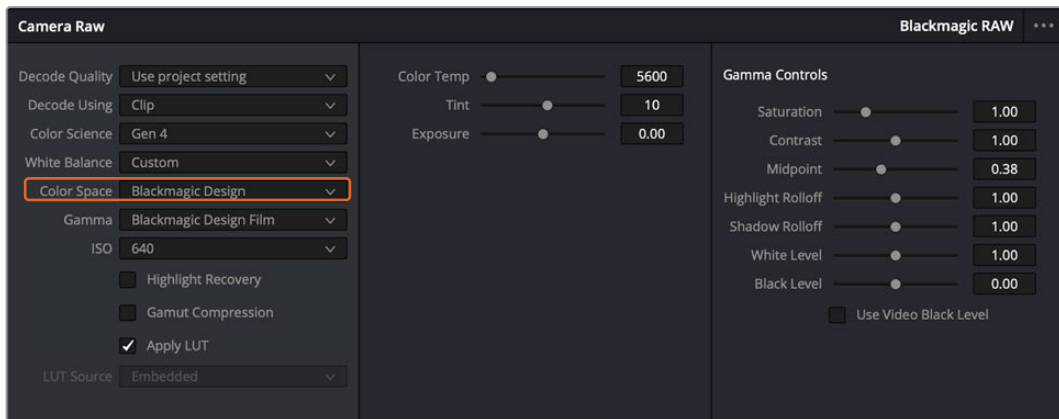 Camera Raw
Blackmagic RAW
Decode Quality Use project setting
Decode Using Clip
Color Science Gen 4
White Balance Custom
Color Space Blackmagic Design
Gamma Blackmagic Design Film
ISO 640
Highlight Recovery
Gamut Compression
Apply LUT
LUT Source Embedded
Color Temp 5600
Tint 10
Exposure 0.00
Gamma Controls
Saturation 1.00
Contrast 1.00
Midpoint 0.38
Highlight Rolloff 1.00
Shadow Rolloff 1.00
White Level 1.00
Black Level 0.00
Use Video Black Level